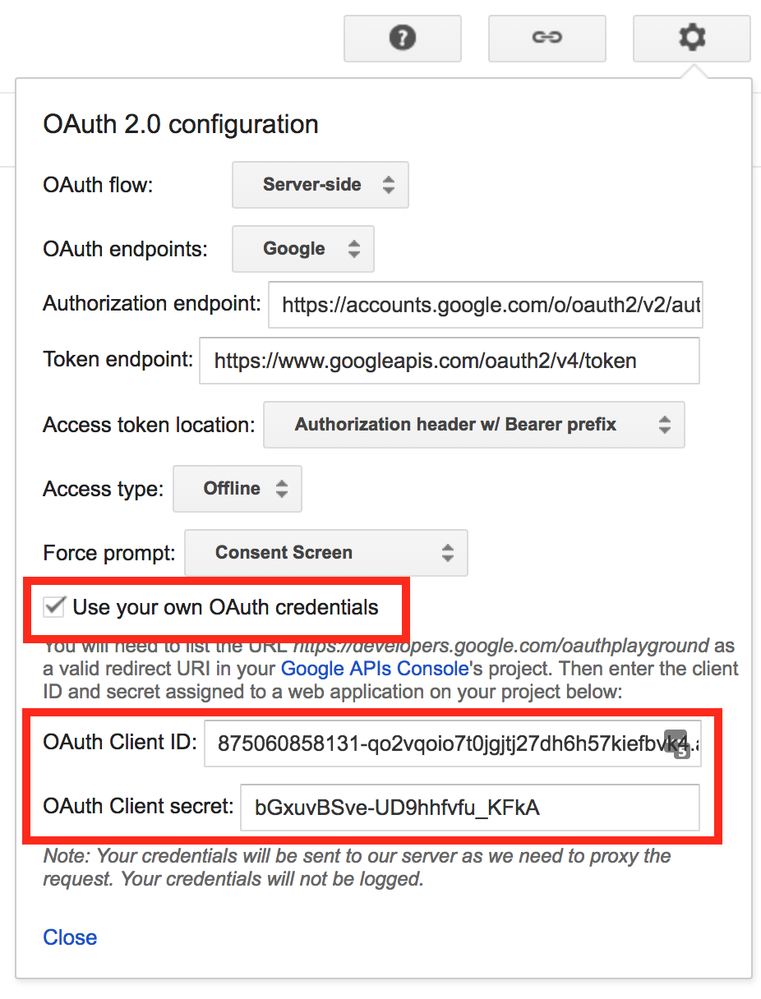 OAuth 2.0 configuration
OAuth flow: Server-side
OAuth endpoints: Google
Authorization endpoint: https://accounts.google.com/o/oauth2/v2/aut
Token endpoint: https://www.googleapis.com/oauth2/v4/token
Access token location: Authorization header w/ Bearer prefix
Access type: Offline
Force prompt: Consent Screen
Use your own OAuth credentials
You will need to list the URL https://developers.google.com/oauthplayground as
a valid redirect URI in your Google APIs Console's project. Then enter the client
ID and secret assigned to a web application on your project below:
OAuth Client ID: 875060858131-qo2vqoio7t0jgjtj27dh6h57kiefbvk4.a
OAuth Client secret: bGxuvBSve-UD9hhfvfu_KFkA
Note: Your credentials will be sent to our server as we need to proxy the
request. Your credentials will not be logged.
Close